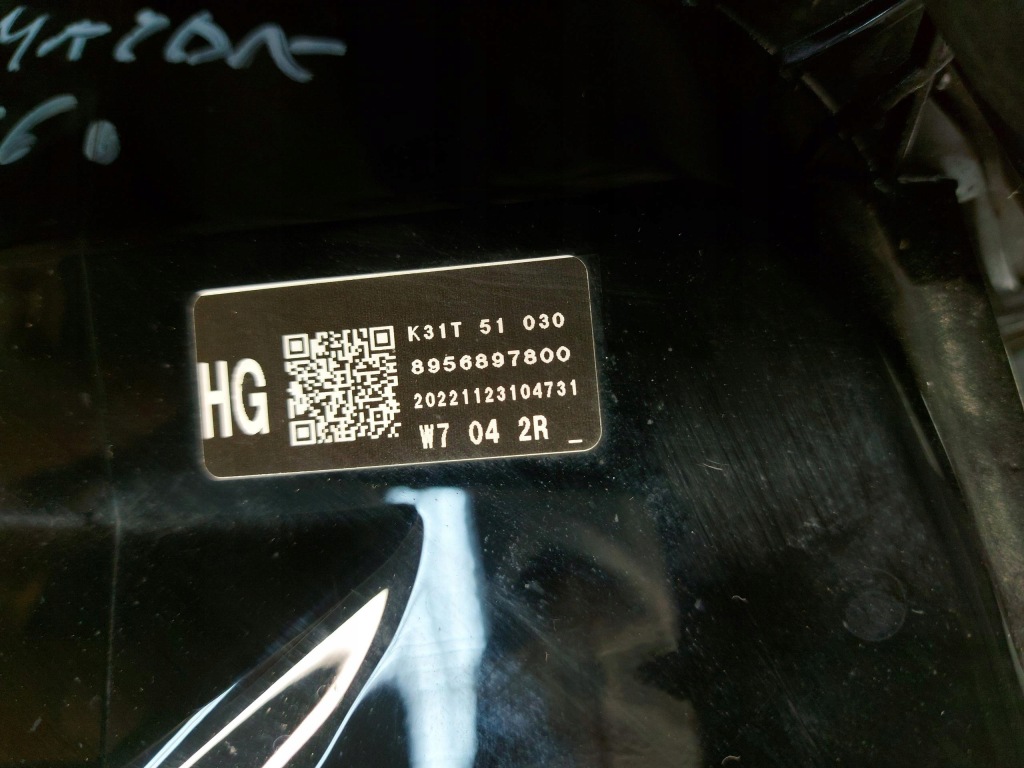 HG
K31T 51 030
8956897800
20221123104731
W7 04 2R _